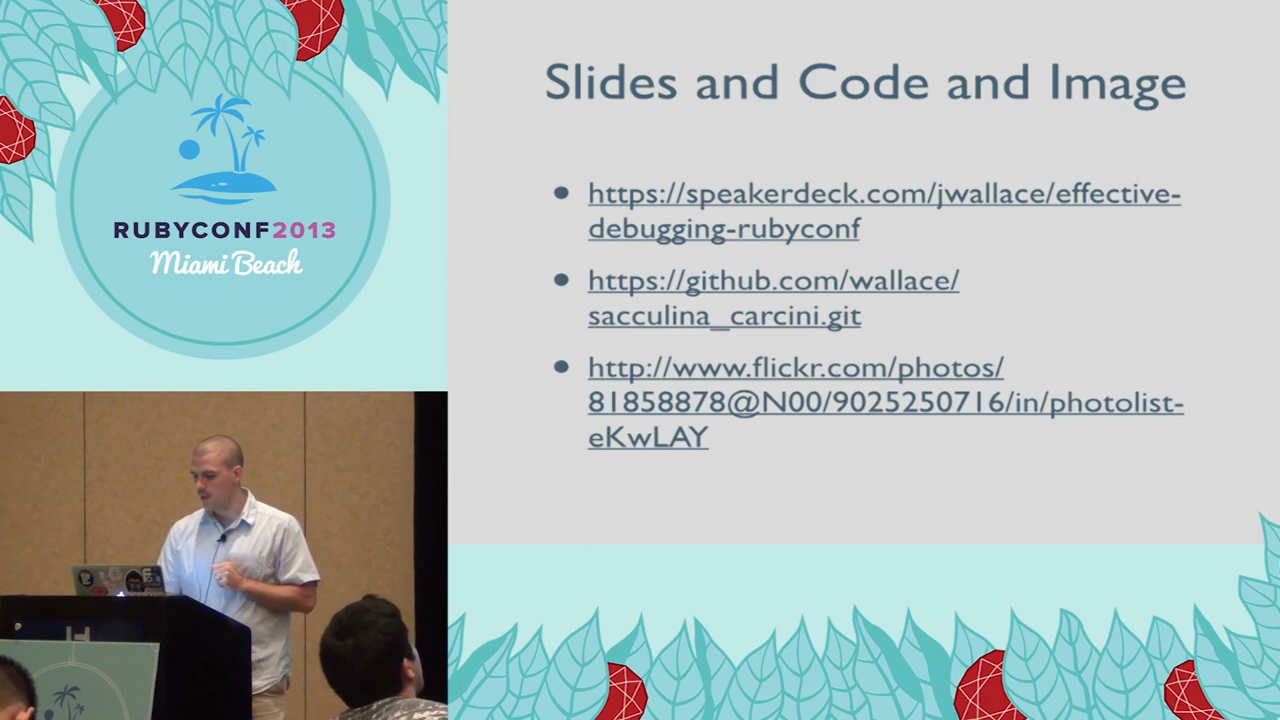 RUBYCONF2013
Miami Beach
Slides and Code and Image
https://speakerdeck.com/jwallace/effective-
debugging-rubyconf
https://github.com/wallace/
sacculina_carcini.git
http://www.flickr.com/photos/
81858878@N00/9025250716/in/photolist-
eKwLAY